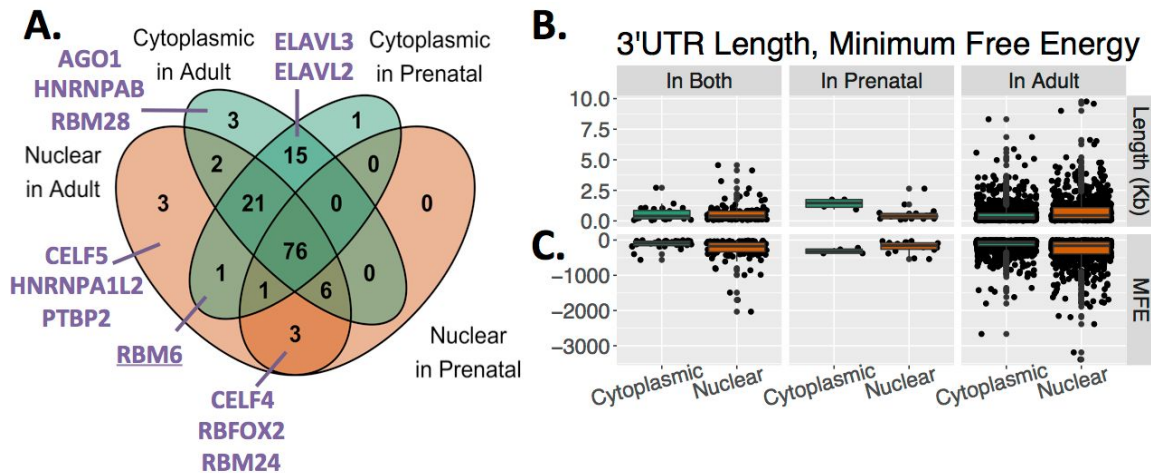 A.
Cytoplasmic
in Adult
ELAVL3
ELAVL2
Cytoplasmic
in Prenatal
AGO1
HNRNPAB
RBM28
Nuclear
in Adult
3
1
2
15
0
3
21
0
0
76
1
0
1
6
3
CELF5
HNRNPA1L2
PTBP2
RBM6
Nuclear
in Prenatal
CELF4
RBFOX2
RBM24
B.
3'UTR Length, Minimum Free Energy
In Both
In Prenatal
In Adult
10.0
7.5
5.0
2.5
0.0
Length (Kb)
C.
0
-1000
-2000
-3000
MFE
Cytoplasmic
Nuclear
Cytoplasmic
Nuclear
Cytoplasmic
Nuclear